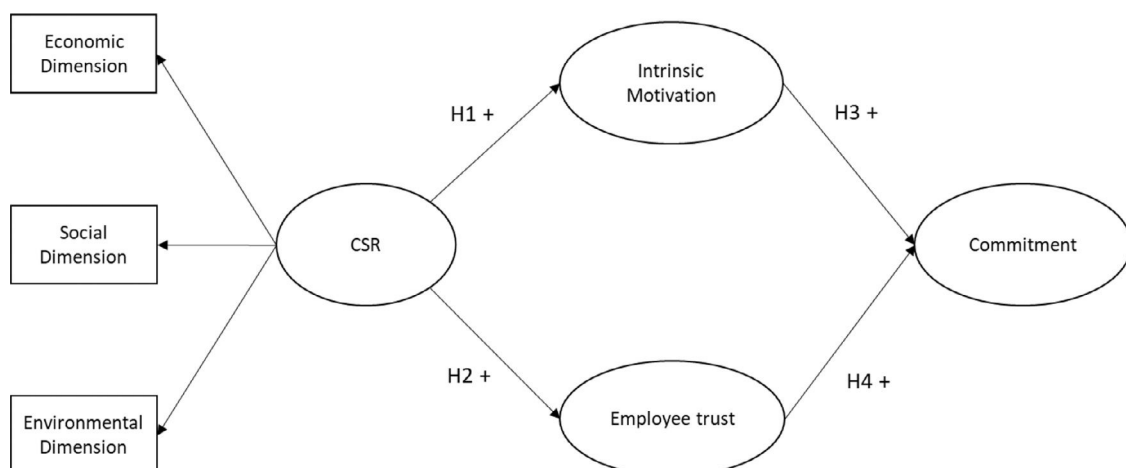 Economic
Dimension
Social
Dimension
Environmental
Dimension
CSR
H1 +
H2 +
Intrinsic
Motivation
Employee trust
H3 +
H4 +
Commitment